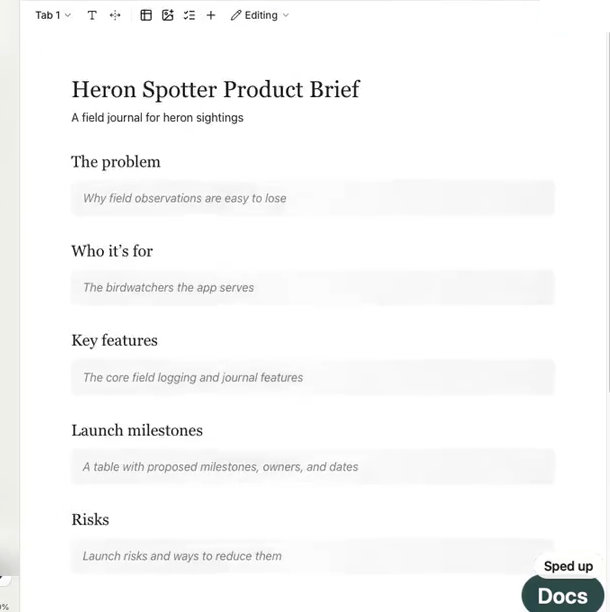 Tab 1
Editing
Heron Spotter Product Brief
A field journal for heron sightings
The problem
Why field observations are easy to lose
Who it’s for
The birdwatchers the app serves
Key features
The core field logging and journal features
Launch milestones
A table with proposed milestones, owners, and dates
Risks
Launch risks and ways to reduce them
Sped up
Docs